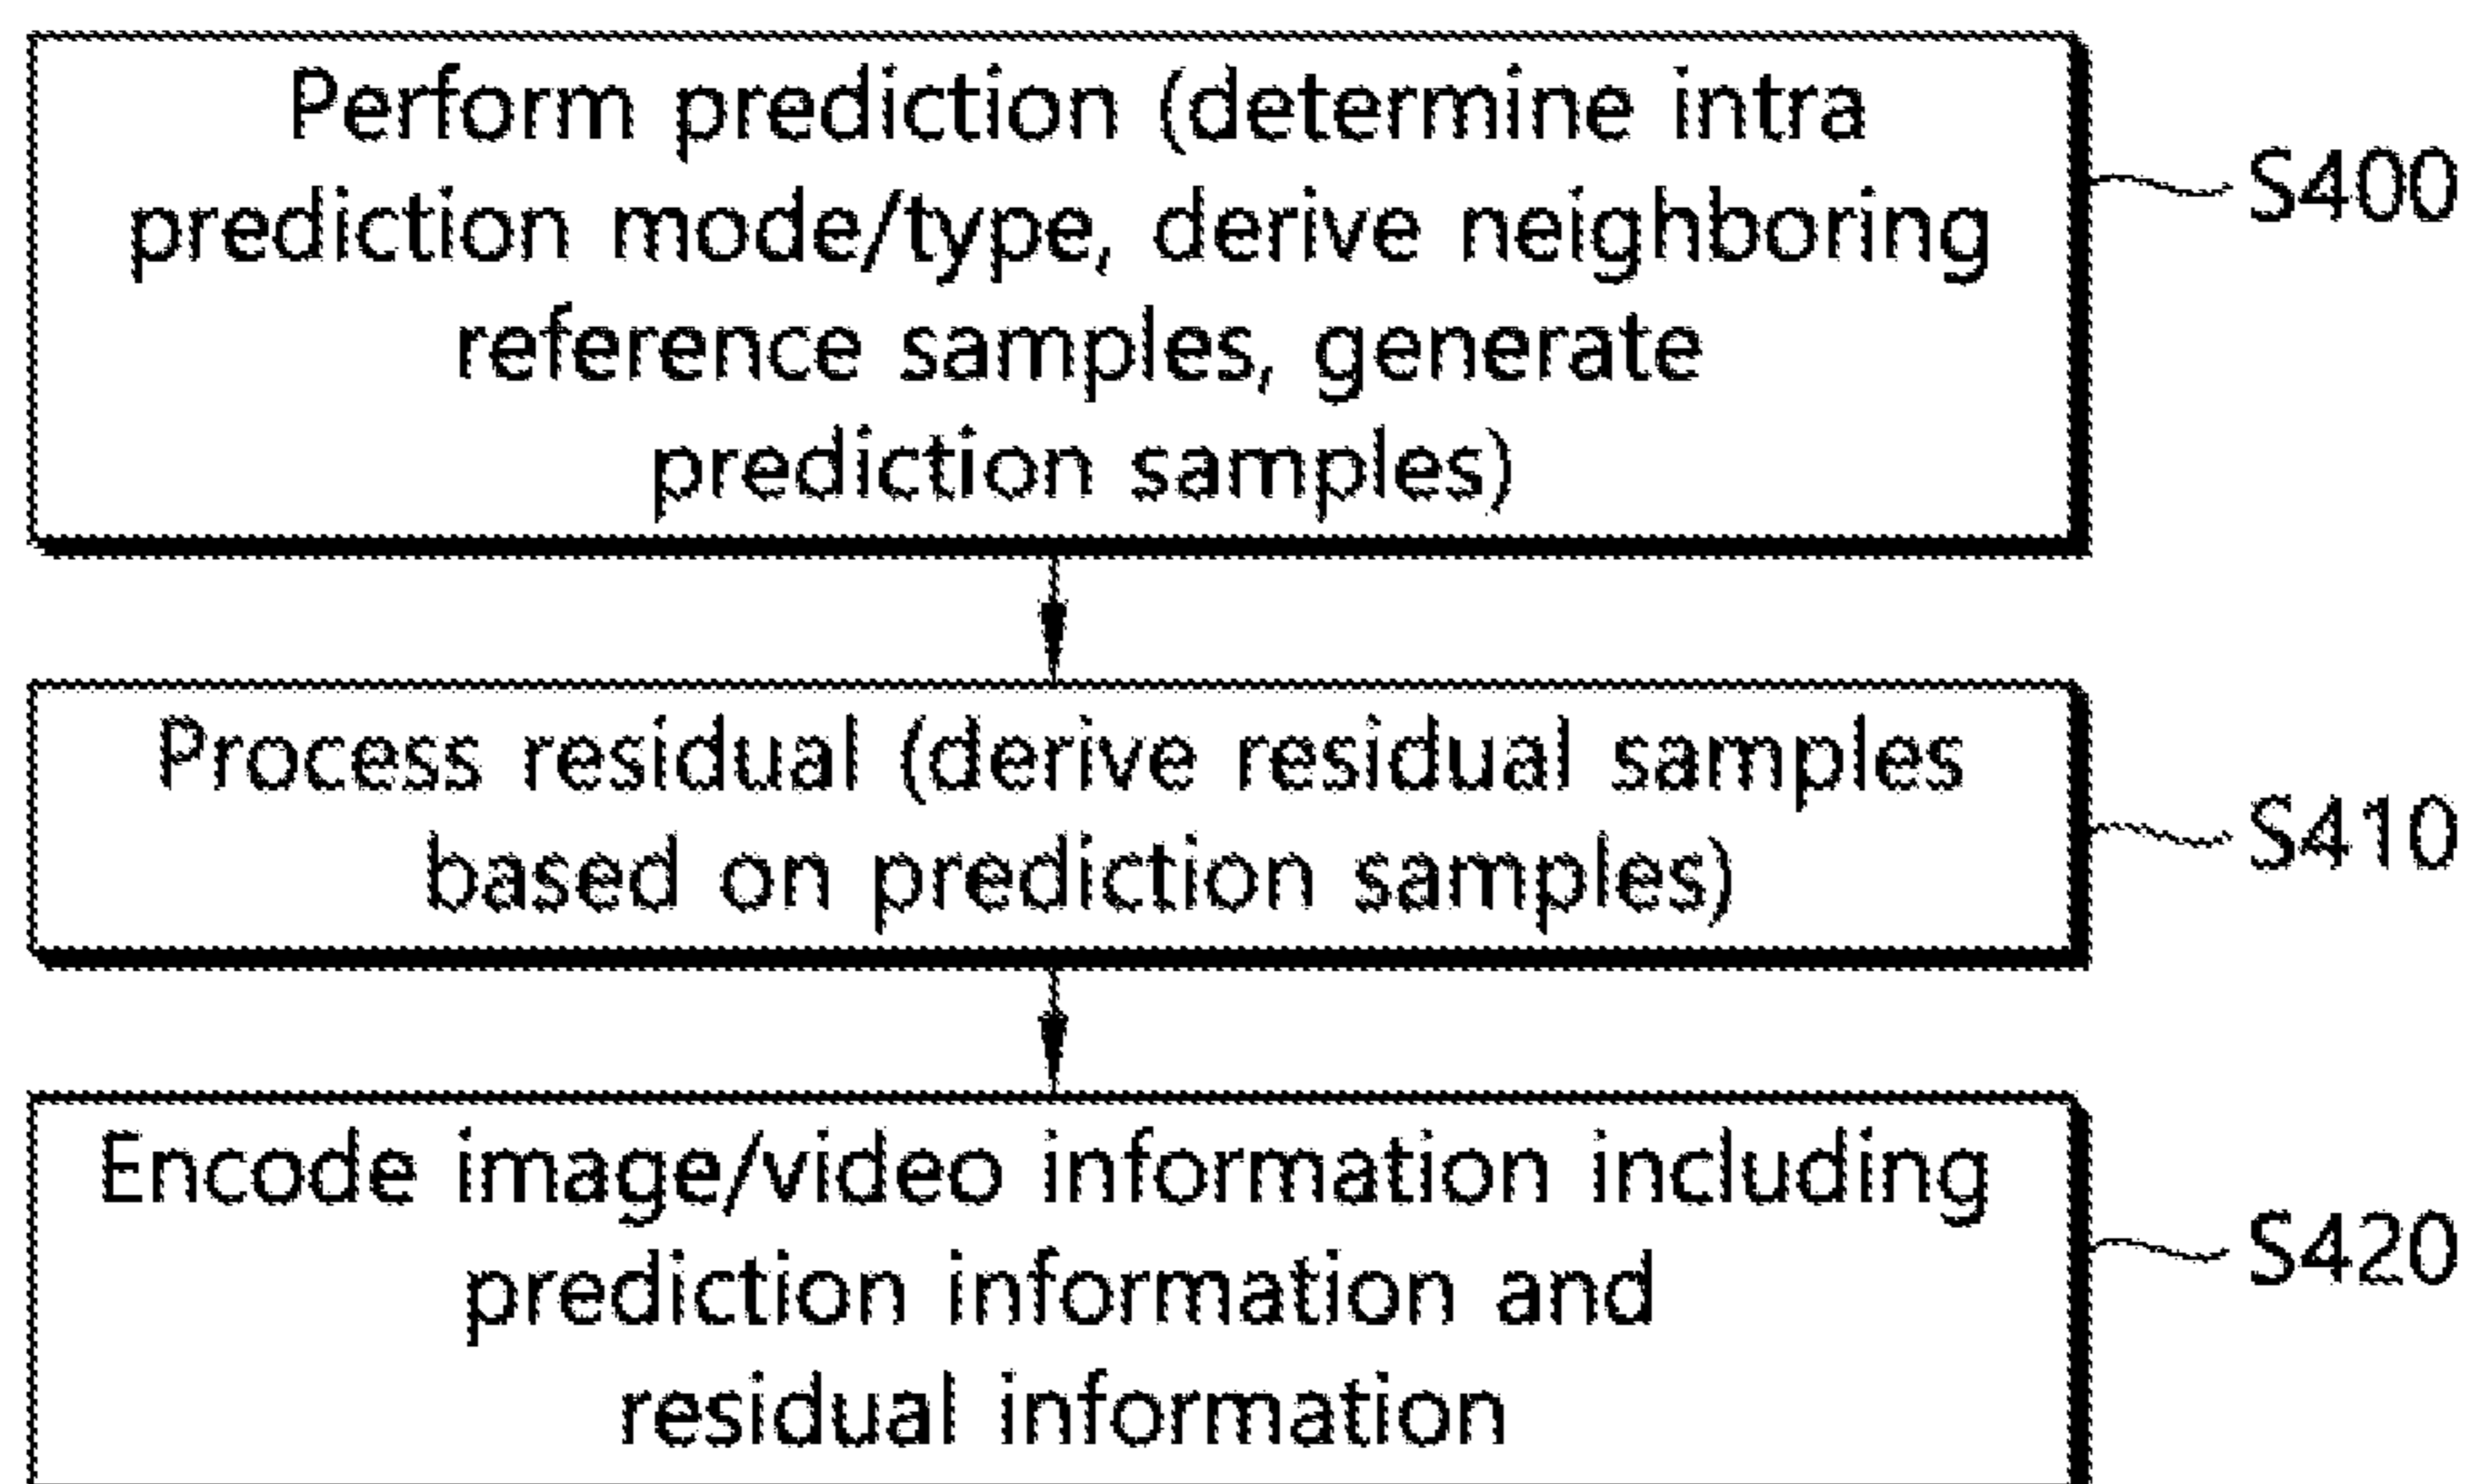 Perform prediction (determine intra
prediction mode/type, derive neighboring
reference samples, generate
prediction samples)
S400
Process residual (derive residual samples
based on prediction samples)
S410
Encode image/video information including
prediction information and
residual information
S420